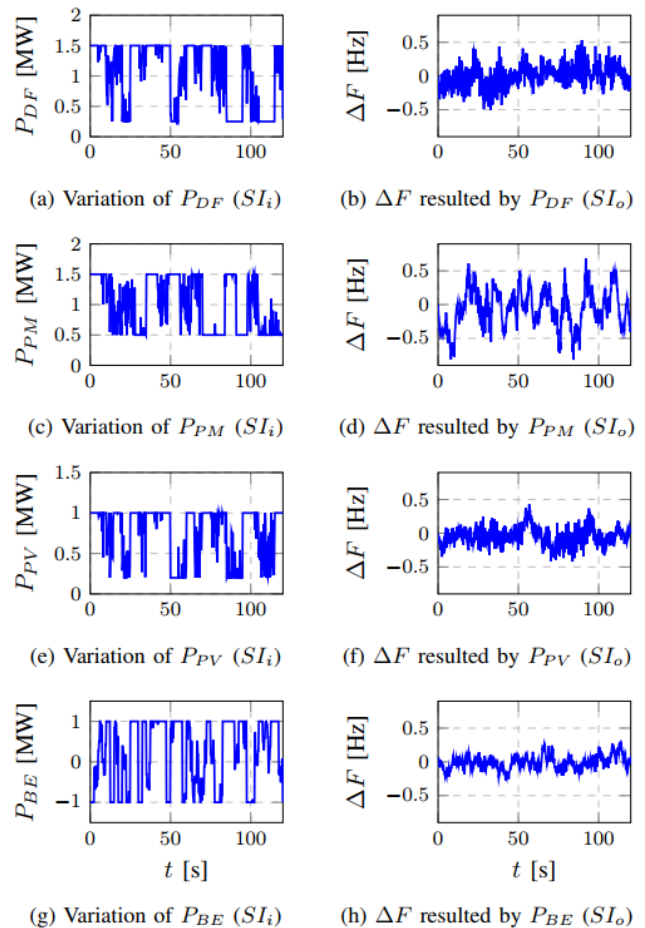 2
1.5
1
0.5
0
P_DF [MW]
0 50 100
(a) Variation of P_DF (SI_i)
0.5
0
−0.5
ΔF [Hz]
0 50 100
(b) ΔF resulted by P_DF (SI_o)
2
1.5
1
0.5
0
P_PM [MW]
0 50 100
(c) Variation of P_PM (SI_i)
0.5
0
−0.5
ΔF [Hz]
0 50 100
(d) ΔF resulted by P_PM (SI_o)
1.5
1
0.5
0
P_PV [MW]
0 50 100
(e) Variation of P_PV (SI_i)
0.5
0
−0.5
ΔF [Hz]
0 50 100
(f) ΔF resulted by P_PV (SI_o)
1
0
−1
P_BE [MW]
0 50 100
t [s]
(g) Variation of P_BE (SI_i)
0.5
0
−0.5
ΔF [Hz]
0 50 100
t [s]
(h) ΔF resulted by P_BE (SI_o)